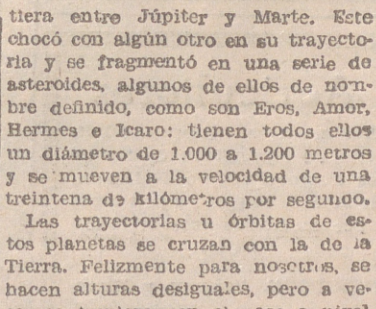 tiera entre Júpiter y Marte. Este
chocó con algún otro en su trayecto-
ria y se fragmentó en una serie de
asteroides, algunos de ellos de nom-
bre definido, como son Eros, Amor,
Hermes e Icaro: tienen todos ellos
un diámetro de 1.000 a 1.200 metros
y se mueven a la velocidad de una
treintena de kilómetros por segundo.
Las trayectorias u órbitas de es-
tos planetas se cruzan con la de la
Tierra. Felizmente para nosotros, se
hacen alturas desiguales, pero a ve-